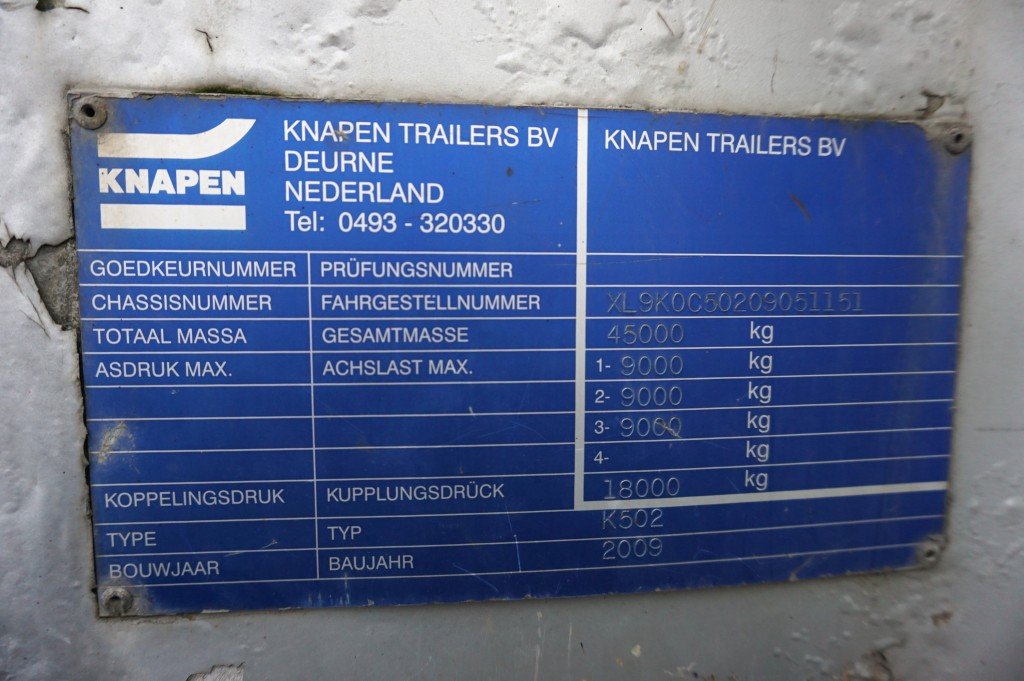 KNAPEN
KNAPEN TRAILERS BV
DEURNE
NEDERLAND
Tel: 0493 - 320330
KNAPEN TRAILERS BV
GOEDKEURNUMMER PRÜFUNGSNUMMER
CHASSISNUMMER FAHRGESTELLNUMMER XL9K0C50209051151
TOTAAL MASSA GESAMTMASSE 45000 kg
ASDRUK MAX. ACHSLAST MAX. 1- 9000 kg
2- 9000 kg
3- 9000 kg
4- kg
KOPPELINGSDRUK KUPPLUNGSDRÜCK 18000 kg
TYPE TYP K502
BOUWJAAR BAUJAHR 2009